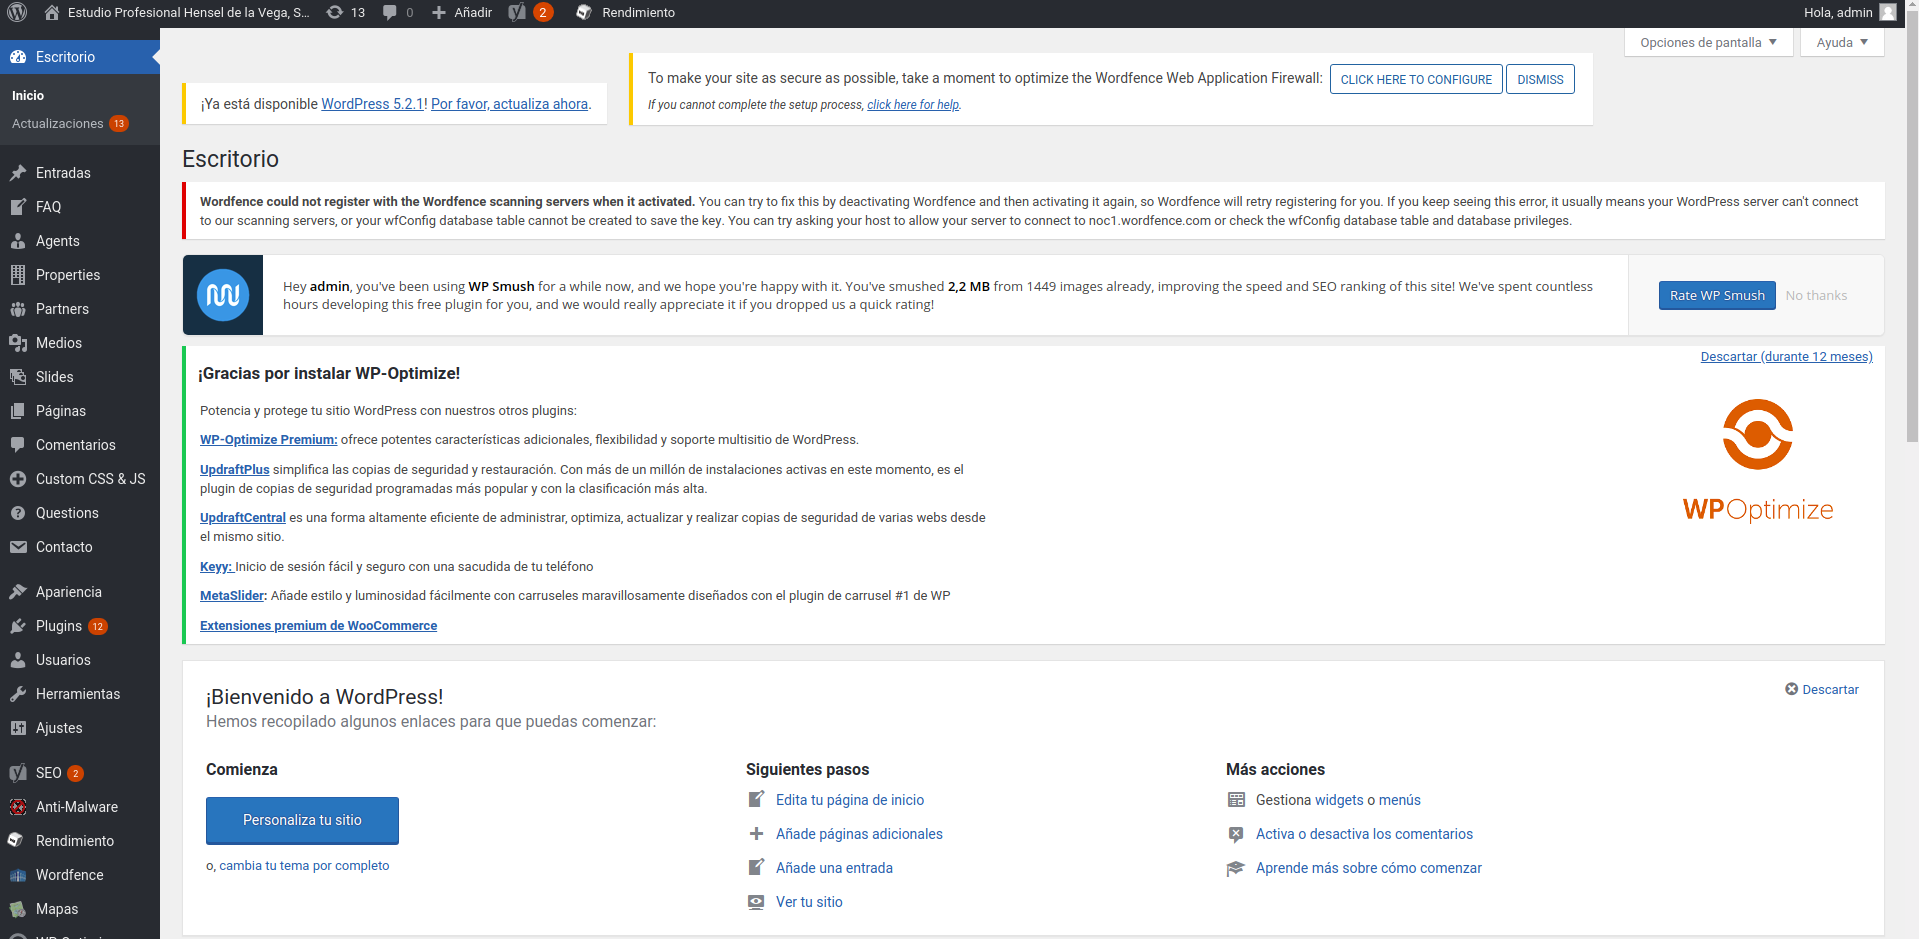 Estudio Profesional Hensel de la Vega, S...
13
0
Añadir
2
Rendimiento
Hola, admin
Escritorio
Inicio
Actualizaciones 13
Entradas
FAQ
Agents
Properties
Partners
Medios
Slides
Páginas
Comentarios
Custom CSS & JS
Questions
Contacto
Apariencia
Plugins 12
Usuarios
Herramientas
Ajustes
SEO 2
Anti-Malware
Rendimiento
Wordfence
Mapas
Opciones de pantalla
Ayuda
¡Ya está disponible WordPress 5.2.1! Por favor, actualiza ahora.
To make your site as secure as possible, take a moment to optimize the Wordfence Web Application Firewall: CLICK HERE TO CONFIGURE DISMISS
If you cannot complete the setup process, click here for help.
Escritorio
Wordfence could not register with the Wordfence scanning servers when it activated. You can try to fix this by deactivating Wordfence and then activating it again, so Wordfence will retry registering for you. If you keep seeing this error, it usually means your WordPress server can't connect
to our scanning servers, or your wfConfig database table cannot be created to save the key. You can try asking your host to allow your server to connect to noc1.wordfence.com or check the wfConfig database table and database privileges.
Hey admin, you've been using WP Smush for a while now, and we hope you're happy with it. You've smushed 2,2 MB from 1449 images already, improving the speed and SEO ranking of this site! We've spent countless
hours developing this free plugin for you, and we would really appreciate it if you dropped us a quick rating!
Rate WP Smush
No thanks
Descartar (durante 12 meses)
¡Gracias por instalar WP-Optimize!
Potencia y protege tu sitio WordPress con nuestros otros plugins:
WP-Optimize Premium: ofrece potentes características adicionales, flexibilidad y soporte multisitio de WordPress.
UpdraftPlus simplifica las copias de seguridad y restauración. Con más de un millón de instalaciones activas en este momento, es el
plugin de copias de seguridad programadas más popular y con la clasificación más alta.
UpdraftCentral es una forma altamente eficiente de administrar, optimiza, actualizar y realizar copias de seguridad de varias webs desde
el mismo sitio.
Keyy: Inicio de sesión fácil y seguro con una sacudida de tu teléfono
MetaSlider: Añade estilo y luminosidad fácilmente con carruseles maravillosamente diseñados con el plugin de carrusel #1 de WP
Extensiones premium de WooCommerce
WPOptimize
¡Bienvenido a WordPress!
Descartar
Hemos recopilado algunos enlaces para que puedas comenzar:
Comienza
Personaliza tu sitio
o, cambia tu tema por completo
Siguientes pasos
Edita tu página de inicio
Añade páginas adicionales
Añade una entrada
Ver tu sitio
Más acciones
Gestiona widgets o menús
Activa o desactiva los comentarios
Aprende más sobre cómo comenzar